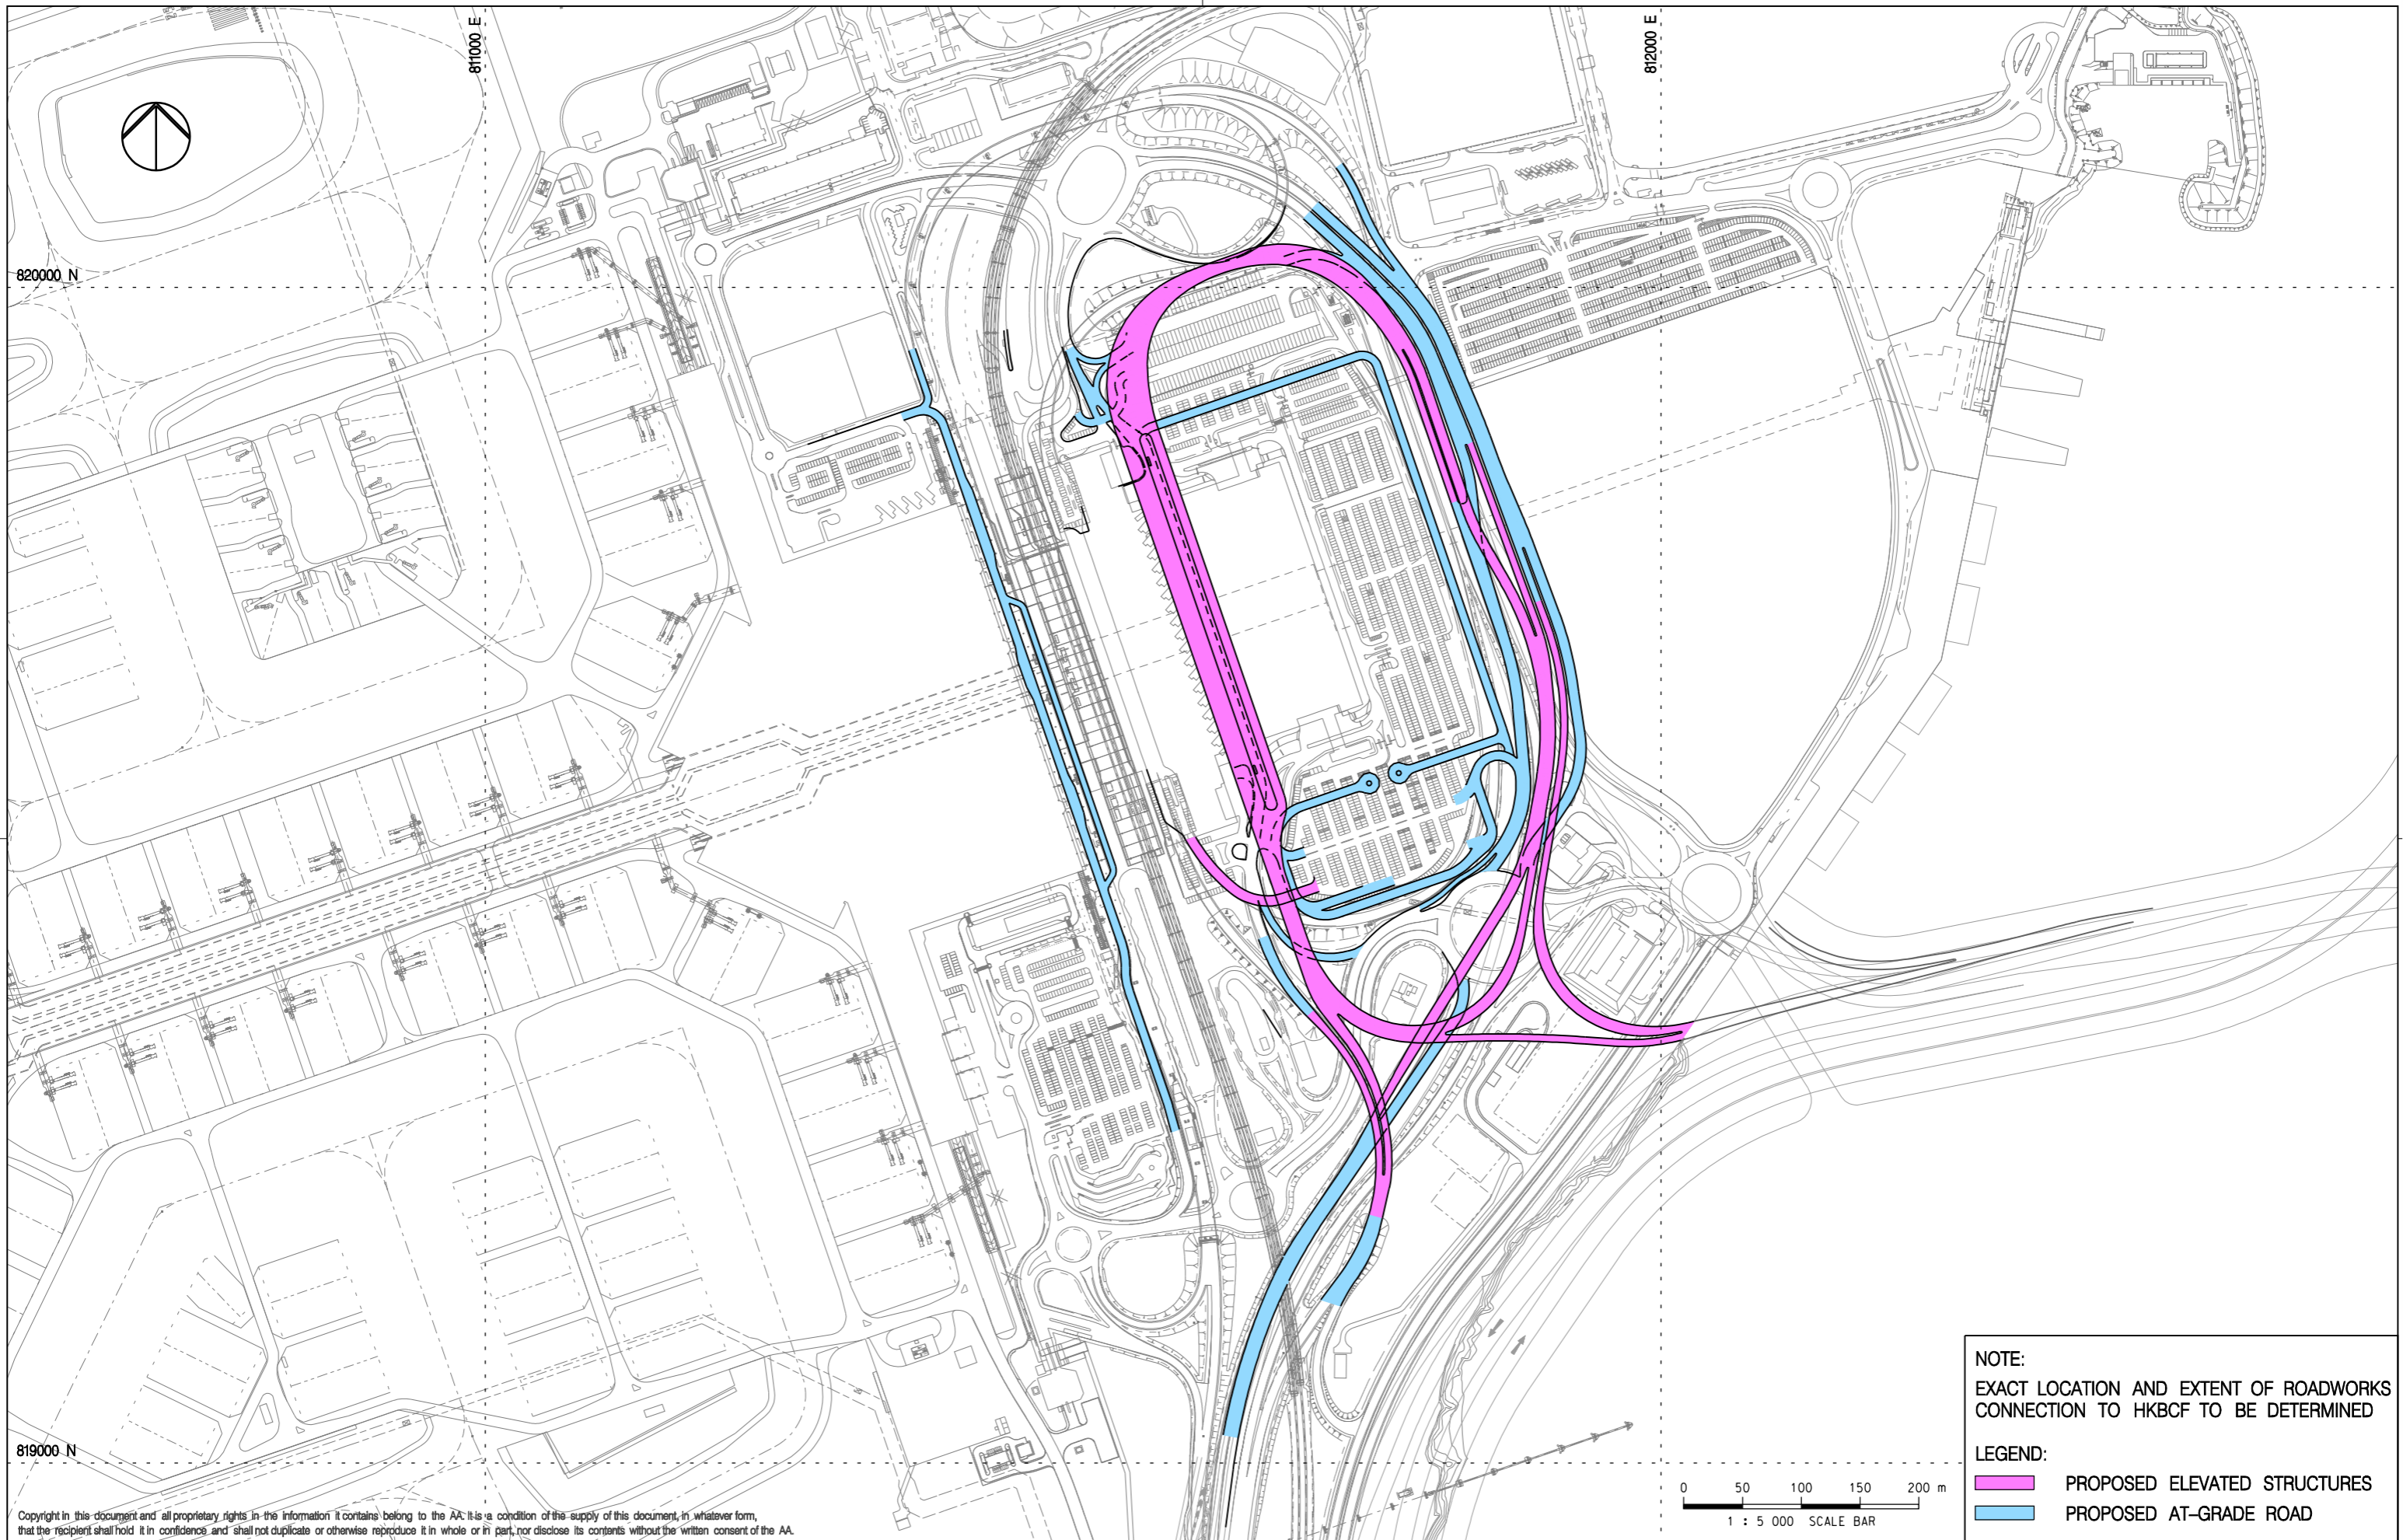 811000 E
812000 E
820000 N
819000 N
NOTE:
EXACT LOCATION AND EXTENT OF ROADWORKS
CONNECTION TO HKBCF TO BE DETERMINED
LEGEND:
PROPOSED ELEVATED STRUCTURES
PROPOSED AT-GRADE ROAD
0 50 100 150 200 m
1 : 5 000 SCALE BAR
Copyright in this document and all proprietary rights in the information it contains belong to the AA. It is a condition of the supply of this document, in whatever form,
that the recipient shall hold it in confidence and shall not duplicate or otherwise reproduce it in whole or in part, nor disclose its contents without the written consent of the AA.